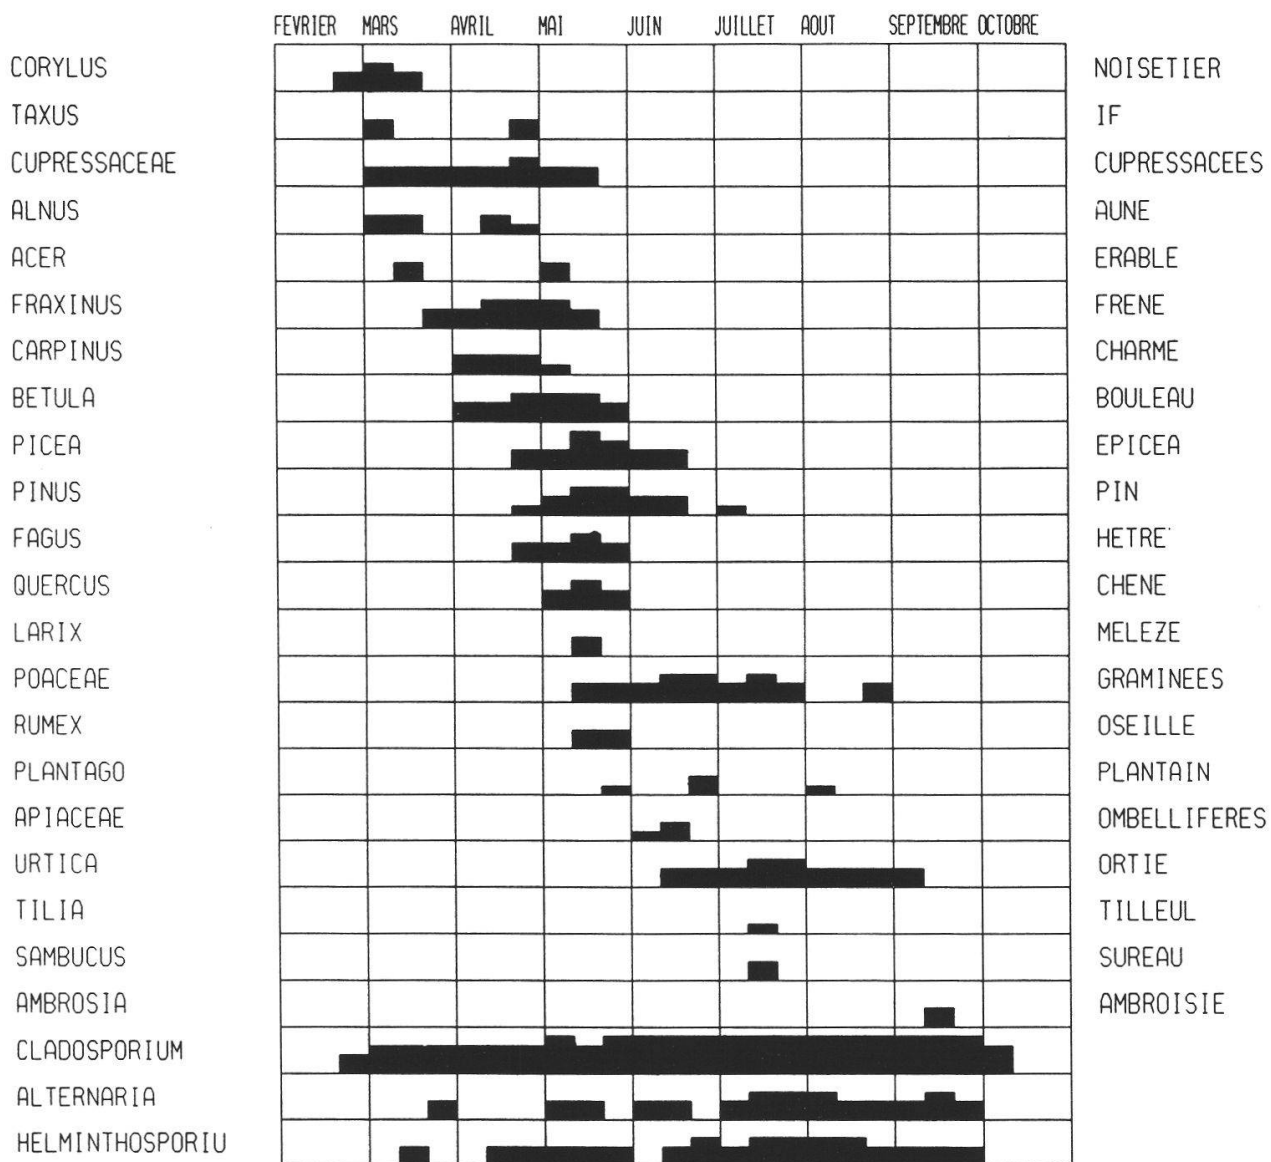 FEVRIER MARS AVRIL MAI JUIN JUILLET AOUT SEPTEMBRE OCTOBRE
CORYLUS NOISETIER
TAXUS IF
CUPRESSACEAE CUPRESSACEES
ALNUS AUNE
ACER ERABLE
FRAXINUS FRENE
CARPINUS CHARME
BETULA BOULEAU
PICEA EPICEA
PINUS PIN
FAGUS HETRE
QUERCUS CHENE
LARIX MELEZE
POACEAE GRAMINEES
RUMEX OSEILLE
PLANTAGO PLANTAIN
APIACEAE OMBELLIFERES
URTICA ORTIE
TILIA TILLEUL
SAMBUCUS SUREAU
AMBROSIA AMBROISIE
CLADOSPORIUM
ALTERNARIA
HELMINTHOSPORIU